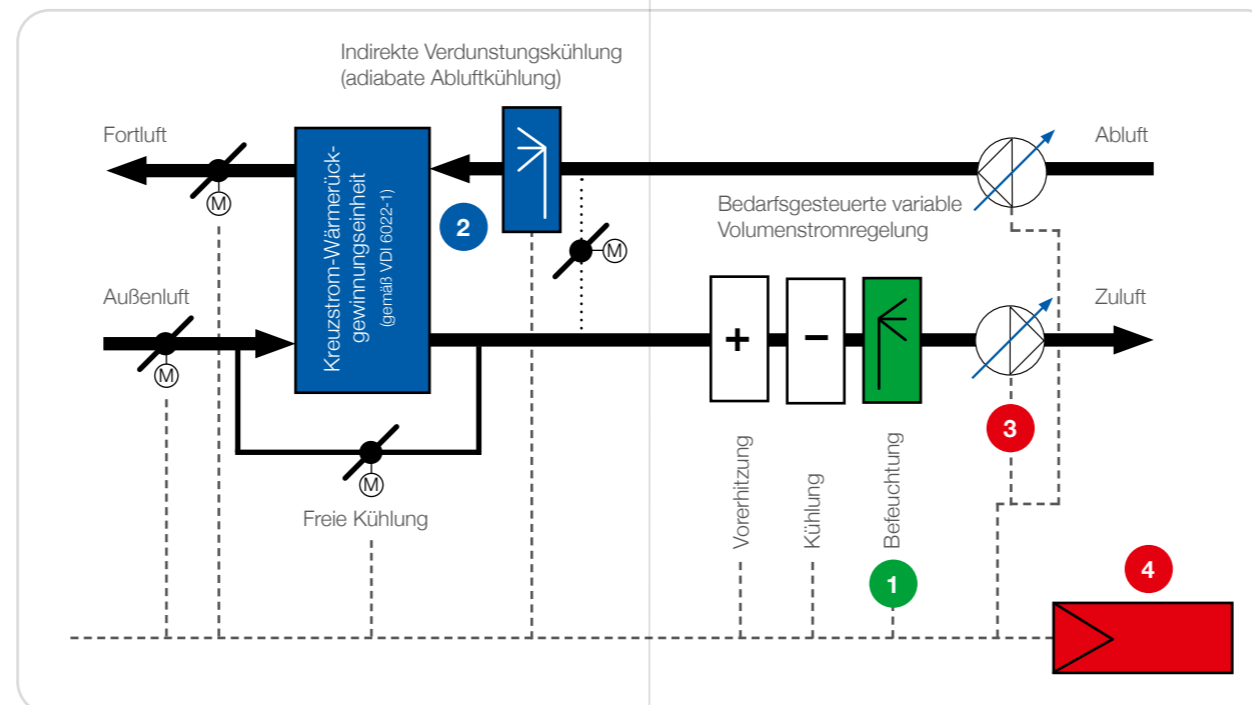 Indirekte Verdunstungskühlung
(adiabate Abluftkühlung)
Fortluft
Abluft
M
Kreuzstrom-Wärmerück-
gewinnungseinheit
(gemäß VDI 6022-1)
2
Bedarfsgesteuerte variable
Volumenstromregelung
M
Außenluft
Zuluft
M
+
−
3
M
Freie Kühlung
Vorerhitzung
Kühlung
Befeuchtung
1
4